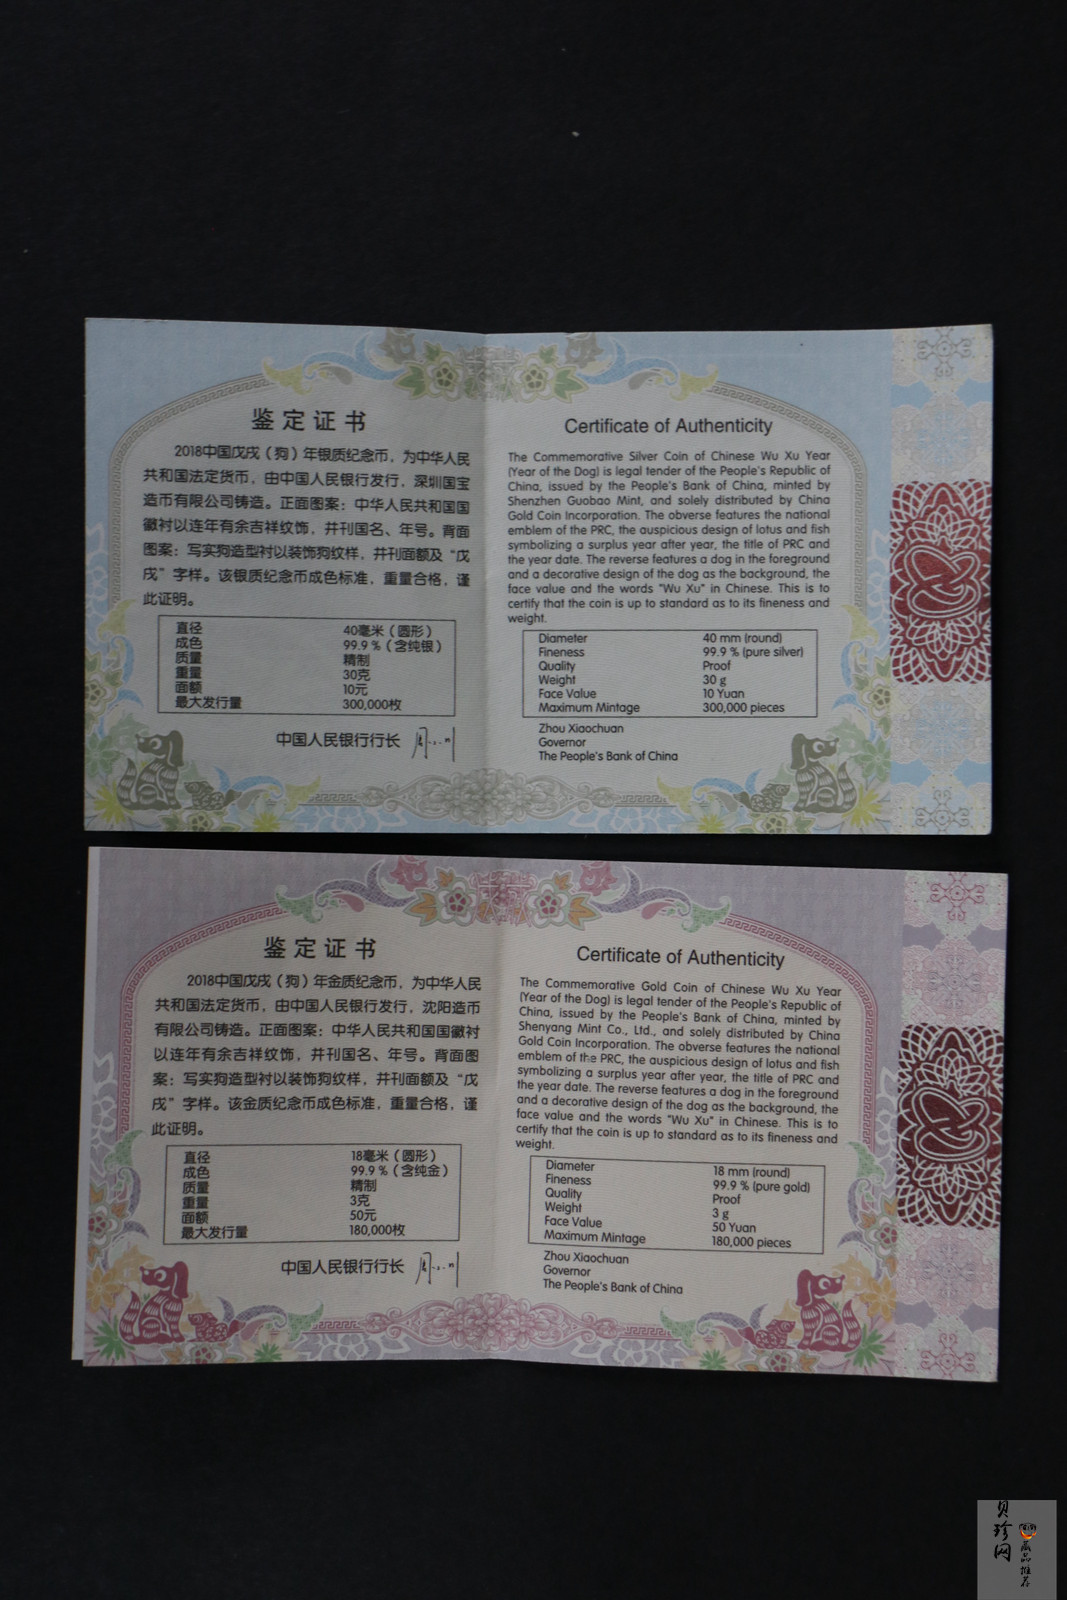 鉴定证书
2018中国戊戌（狗）年银质纪念币，为中华人民
共和国法定货币，由中国人民银行发行，深圳国宝
造币有限公司铸造。正面图案：中华人民共和国国
徽衬以连年有余吉祥纹饰，并刊国名、年号。背面
图案：写实狗造型衬以装饰狗纹样，并刊面额及“戊
戌”字样。该银质纪念币成色标准，重量合格，谨
此证明。
直径 40毫米（圆形）
成色 99.9％（含纯银）
质量 精制
重量 30克
面额 10元
最大发行量 300,000枚
中国人民银行行长
Certificate of Authenticity
The Commemorative Silver Coin of Chinese Wu Xu Year
(Year of the Dog) is legal tender of the People's Republic of
China, issued by the People's Bank of China, minted by
Shenzhen Guobao Mint, and solely distributed by China
Gold Coin Incorporation. The obverse features the national
emblem of the PRC, the auspicious design of lotus and fish
symbolizing a surplus year after year, the title of PRC and
the year date. The reverse features a dog in the foreground
and a decorative design of the dog as the background, the
face value and the words "Wu Xu" in Chinese. This is to
certify that the coin is up to standard as to its fineness and
weight.
Diameter 40 mm (round)
Fineness 99.9 % (pure silver)
Quality Proof
Weight 30 g
Face Value 10 Yuan
Maximum Mintage 300,000 pieces
Zhou Xiaochuan
Governor
The People's Bank of China
鉴定证书
2018中国戊戌（狗）年金质纪念币，为中华人民
共和国法定货币，由中国人民银行发行，沈阳造币
有限公司铸造。正面图案：中华人民共和国国徽衬
以连年有余吉祥纹饰，并刊国名、年号。背面图
案：写实狗造型衬以装饰狗纹样，并刊面额及“戊
戌”字样。该金质纪念币成色标准，重量合格，谨
此证明。
直径 18毫米（圆形）
成色 99.9％（含纯金）
质量 精制
重量 3克
面额 50元
最大发行量 180,000枚
中国人民银行行长
Certificate of Authenticity
The Commemorative Gold Coin of Chinese Wu Xu Year
(Year of the Dog) is legal tender of the People's Republic of
China, issued by the People's Bank of China, minted by
Shenyang Mint Co., Ltd., and solely distributed by China
Gold Coin Incorporation. The obverse features the national
emblem of the PRC, the auspicious design of lotus and fish
symbolizing a surplus year after year, the title of PRC and
the year date. The reverse features a dog in the foreground
and a decorative design of the dog as the background, the
face value and the words "Wu Xu" in Chinese. This is to
certify that the coin is up to standard as to its fineness and
weight.
Diameter 18 mm (round)
Fineness 99.9 % (pure gold)
Quality Proof
Weight 3 g
Face Value 50 Yuan
Maximum Mintage 180,000 pieces
Zhou Xiaochuan
Governor
The People's Bank of China
贝珍网
藏品推荐